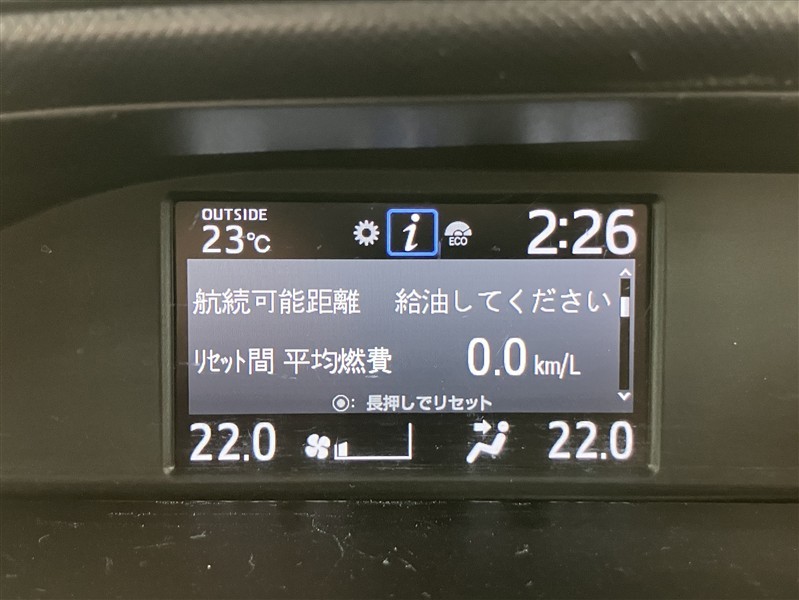 OUTSIDE
23℃
i
ECO
2:26
航続可能距離 給油してください
ﾘｾｯﾄ間 平均燃費 0.0 km/L
◉: 長押しでリセット
22.0 22.0